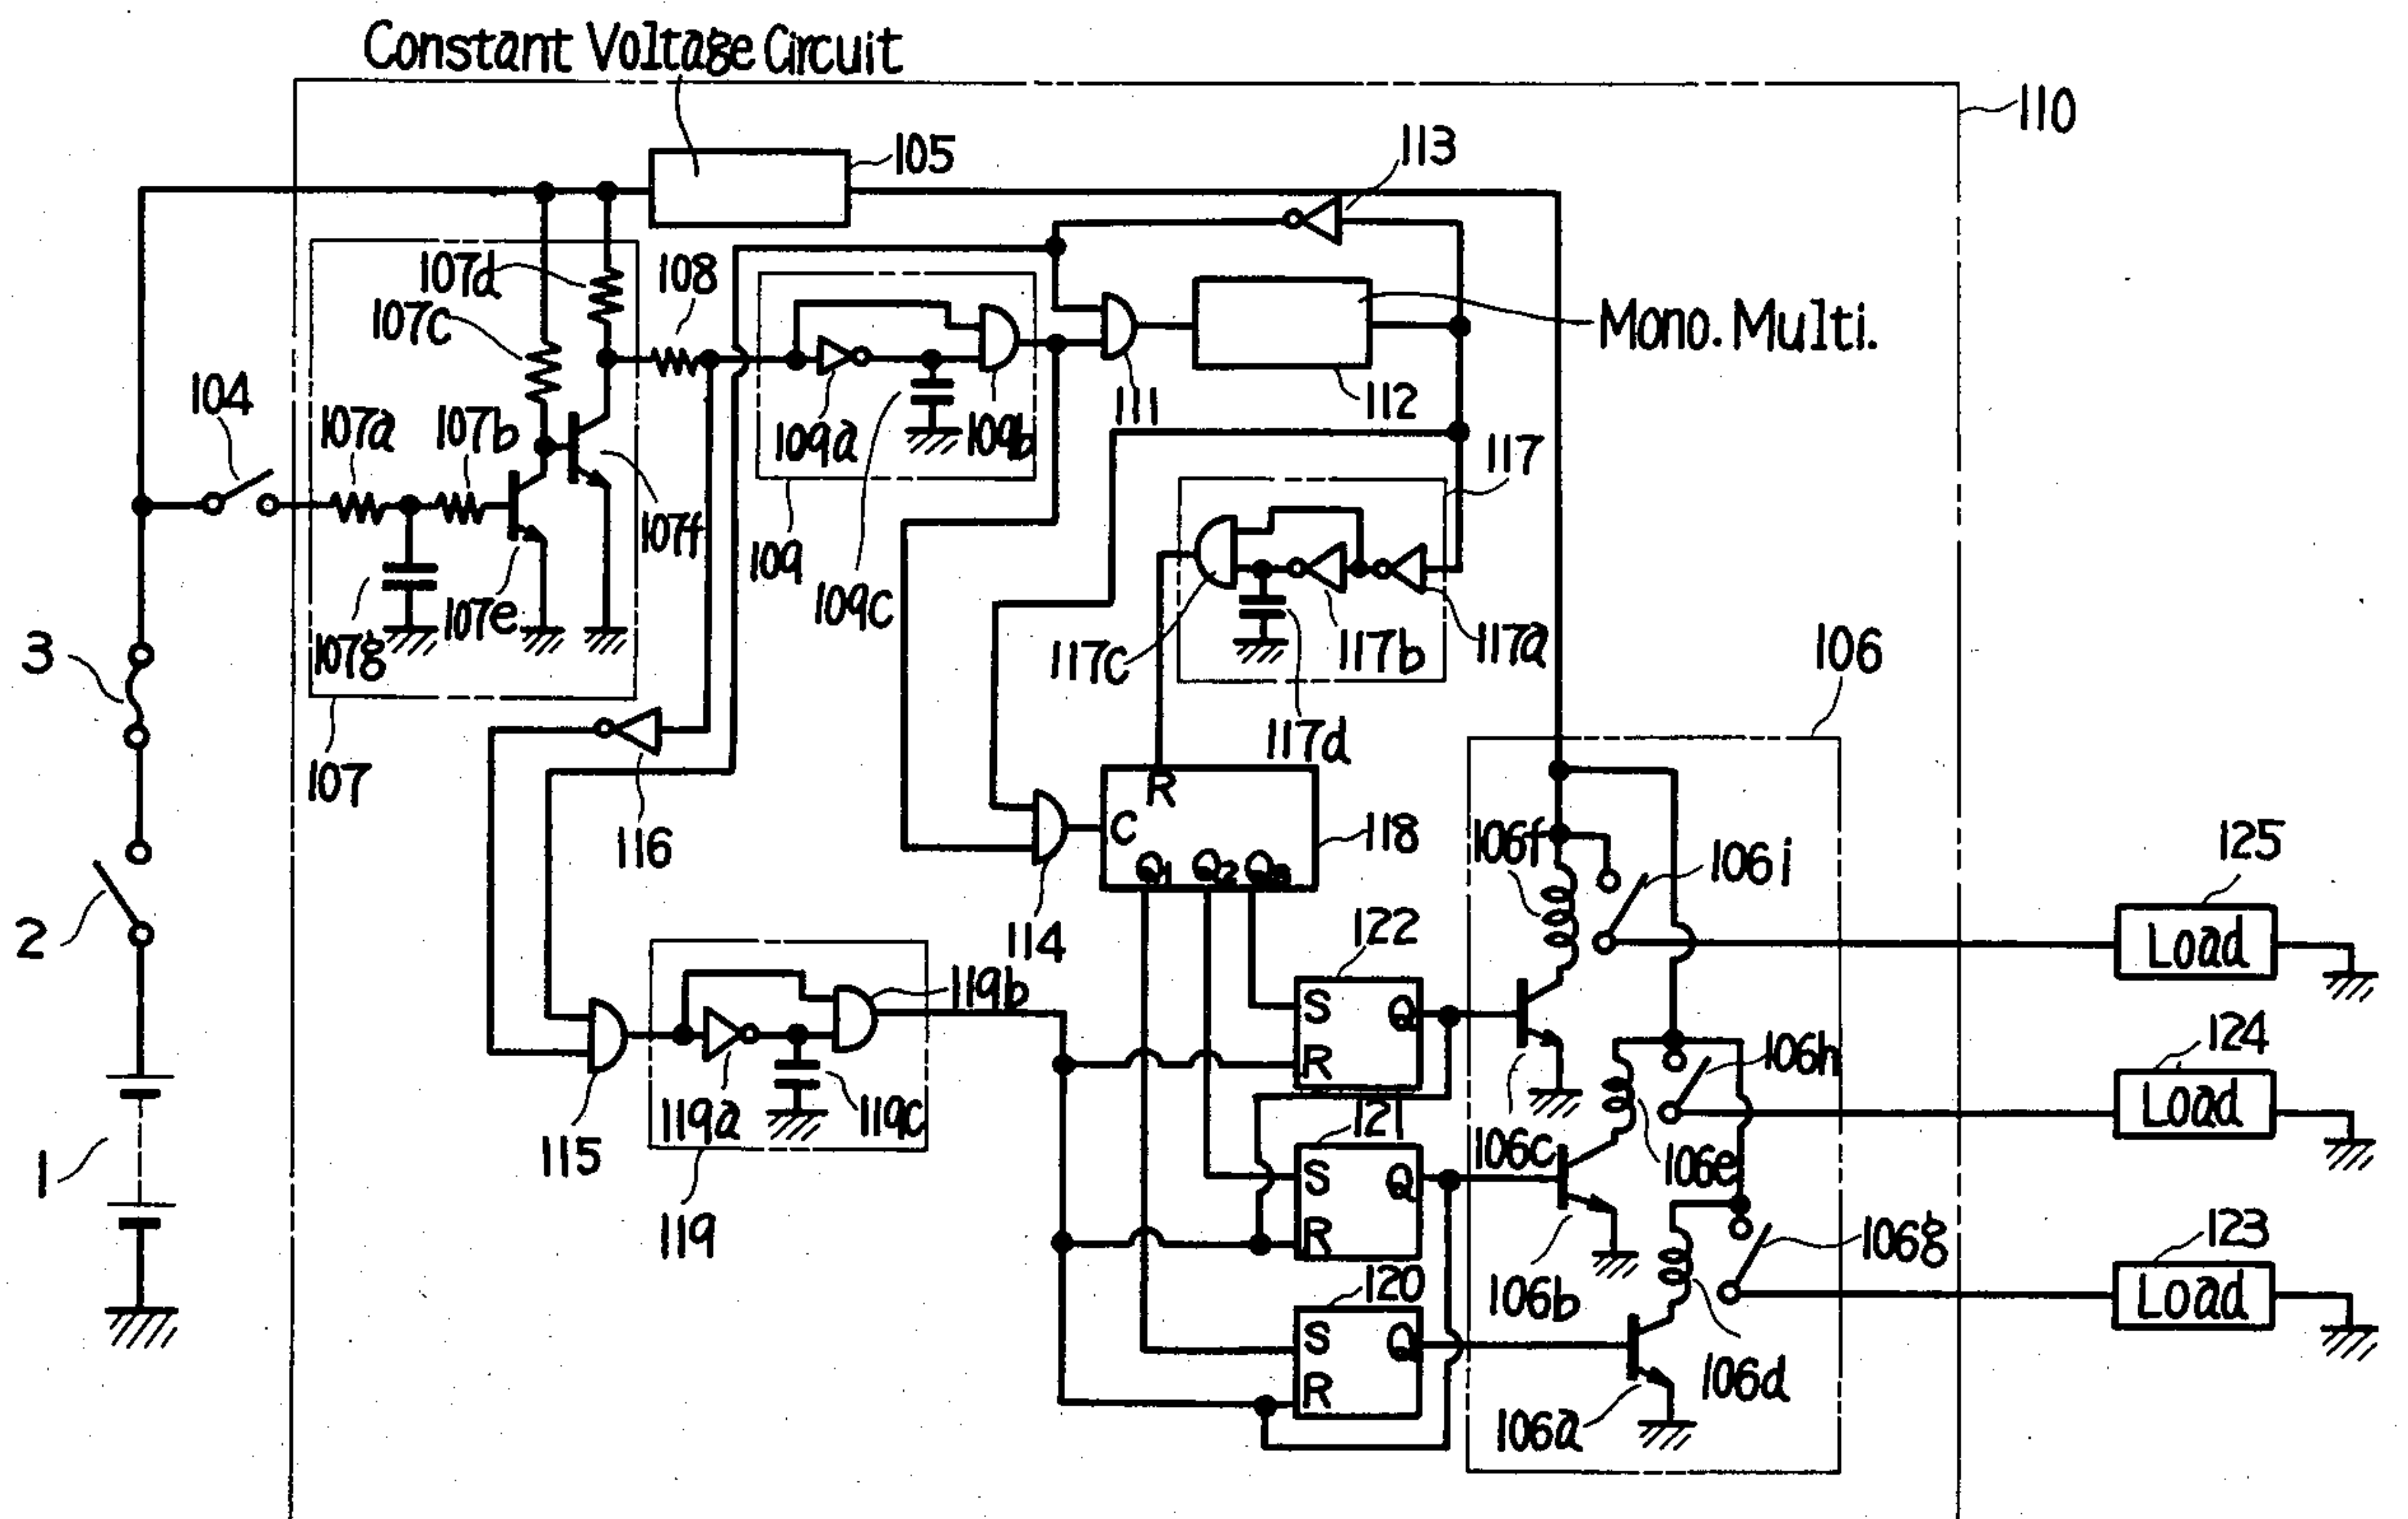 Constant Voltage Circuit
110
105
113
107d
108
107c
Mono. Multi.
104
107a
107b
109a
109b
111
112
117
107f
109
109c
107g
107e
117c
117b
117a
3
106
117d
107
R
C
118
116
Q1 Q2 Q3
106f
106i
125
Load
2
114
122
119b
S Q
R
124
106h
Load
119a
119c
121
106c
106e
115
1
S Q
R
119
123
106g
Load
120
106b
S Q
R
106d
106a